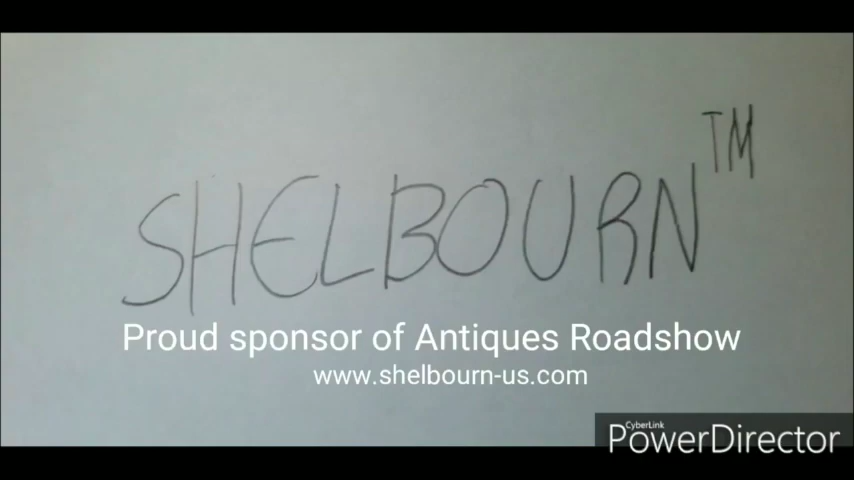 SHELBOURN™
Proud sponsor of Antiques Roadshow
www.shelbourn-us.com
CyberLink
PowerDirector